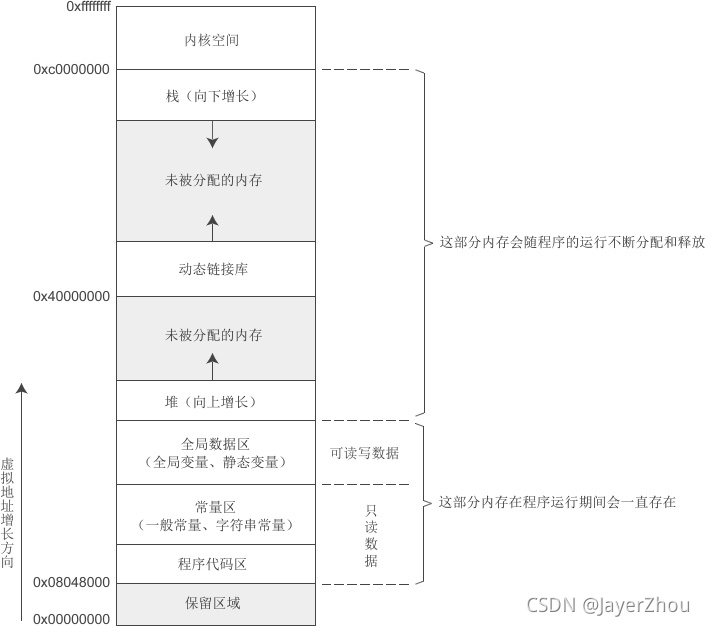 0xffffffff
内核空间
0xc0000000
栈（向下增长）
未被分配的内存
这部分内存会随程序的运行不断分配和释放
动态链接库
0x40000000
未被分配的内存
堆（向上增长）
全局数据区
（全局变量、静态变量）
可读写数据
常量区
（一般常量、字符串常量）
只读数据
这部分内存在程序运行期间会一直存在
虚拟地址增长方向
程序代码区
0x08048000
保留区域
0x00000000
CSDN @JayerZhou